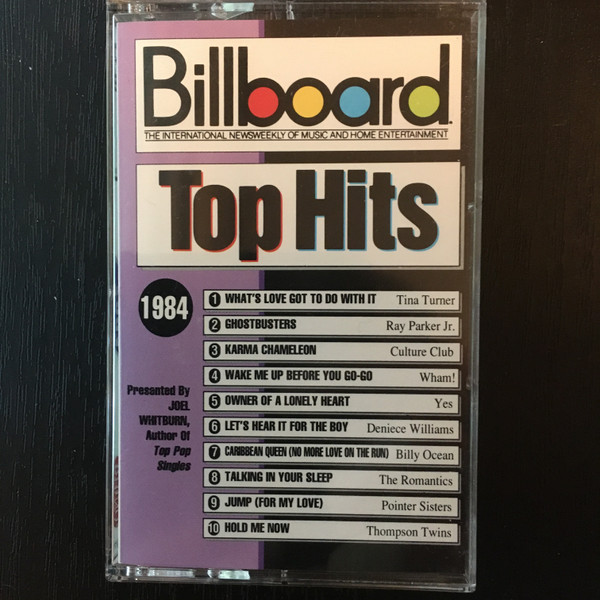 Billboard
THE INTERNATIONAL NEWSWEEKLY OF MUSIC AND HOME ENTERTAINMENT
Top Hits
1984
1 WHAT'S LOVE GOT TO DO WITH IT Tina Turner
2 GHOSTBUSTERS Ray Parker Jr.
3 KARMA CHAMELEON Culture Club
4 WAKE ME UP BEFORE YOU GO-GO Wham!
5 OWNER OF A LONELY HEART Yes
6 LET'S HEAR IT FOR THE BOY Deniece Williams
7 CARIBBEAN QUEEN (NO MORE LOVE ON THE RUN) Billy Ocean
8 TALKING IN YOUR SLEEP The Romantics
9 JUMP (FOR MY LOVE) Pointer Sisters
10 HOLD ME NOW Thompson Twins
Presented By
JOEL
WHITBURN,
Author Of
Top Pop
Singles